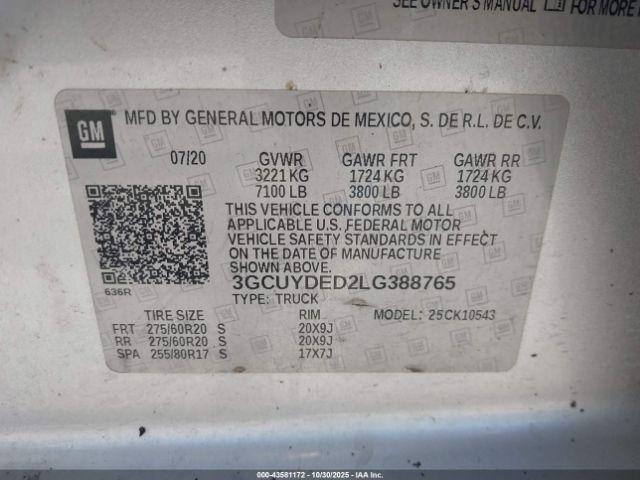 SEE OWNER'S MANUAL FOR MORE
GM MFD BY GENERAL MOTORS DE MEXICO, S. DE R.L. DE C.V.
07/20 GVWR GAWR FRT GAWR RR
3221 KG 1724 KG 1724 KG
7100 LB 3800 LB 3800 LB
THIS VEHICLE CONFORMS TO ALL
APPLICABLE U.S. FEDERAL MOTOR
VEHICLE SAFETY STANDARDS IN EFFECT
ON THE DATE OF MANUFACTURE
636R 3GCUYDED2LG388765
TYPE: TRUCK
TIRE SIZE RIM MODEL: 25CK10543
FRT 275/60R20 S 20X9J
RR 275/60R20 S 20X9J
SPA 255/80R17 S 17X7J
000-43581172 - 10/30/2025 - IAAI, Inc.